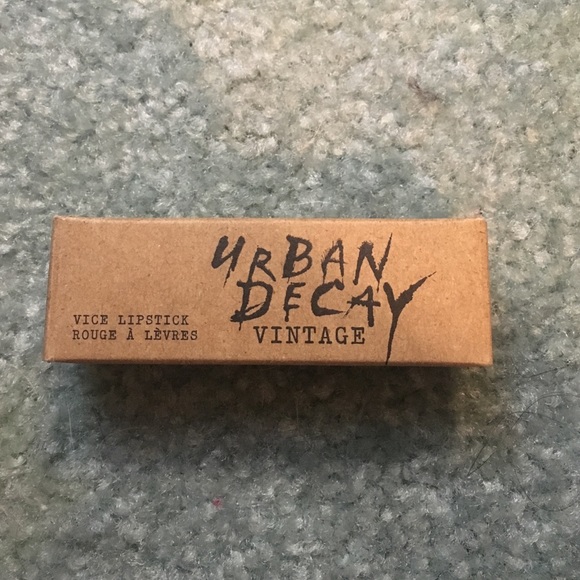 URBAN
DECAY
VINTAGE
VICE LIPSTICK
ROUGE À LÈVRES